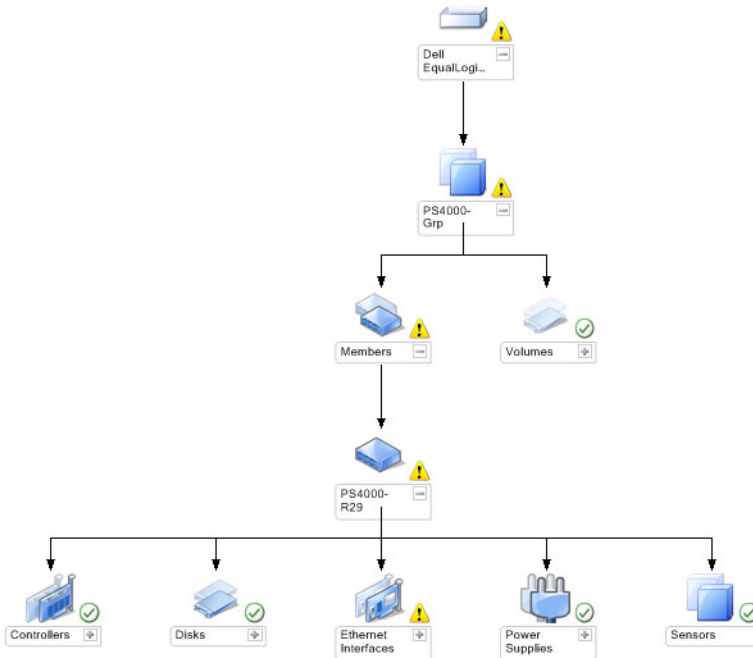 Dell
EqualLogi...
PS4000-
Grp
Members
Volumes
PS4000-
R29
Controllers
Disks
Ethernet
Interfaces
Power
Supplies
Sensors